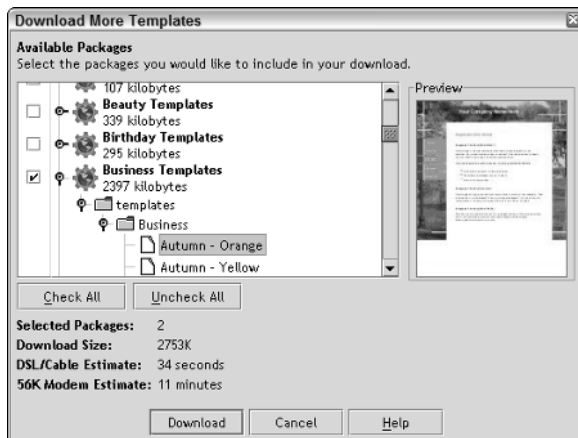 Download More Templates
Available Packages
Select the packages you would like to include in your download.
107 kilobytes
Beauty Templates
339 kilobytes
Birthday Templates
295 kilobytes
Business Templates
2397 kilobytes
templates
Business
Autumn - Orange
Autumn - Yellow
Preview
Check All
Uncheck All
Selected Packages: 2
Download Size: 2753K
DSL/Cable Estimate: 34 seconds
56K Modem Estimate: 11 minutes
Download
Cancel
Help